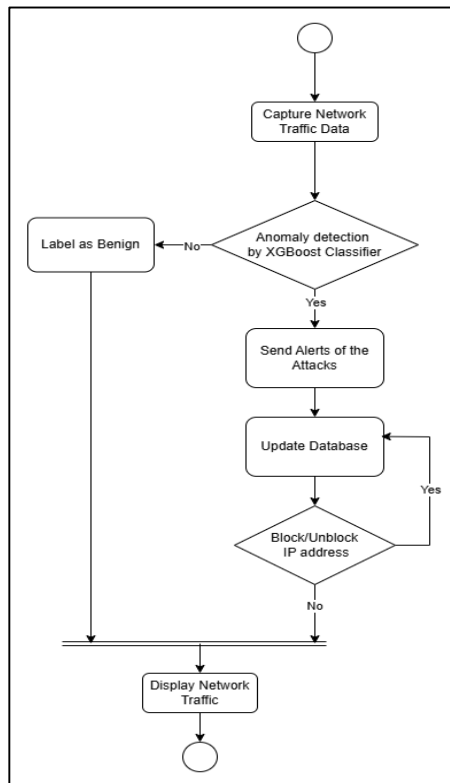 Capture Network
Traffic Data
Label as Benign
No
Anomaly detection
by XGBoost Classifier
Yes
Send Alerts of the
Attacks
Update Database
Yes
Block/Unblock
IP address
No
Display Network
Traffic